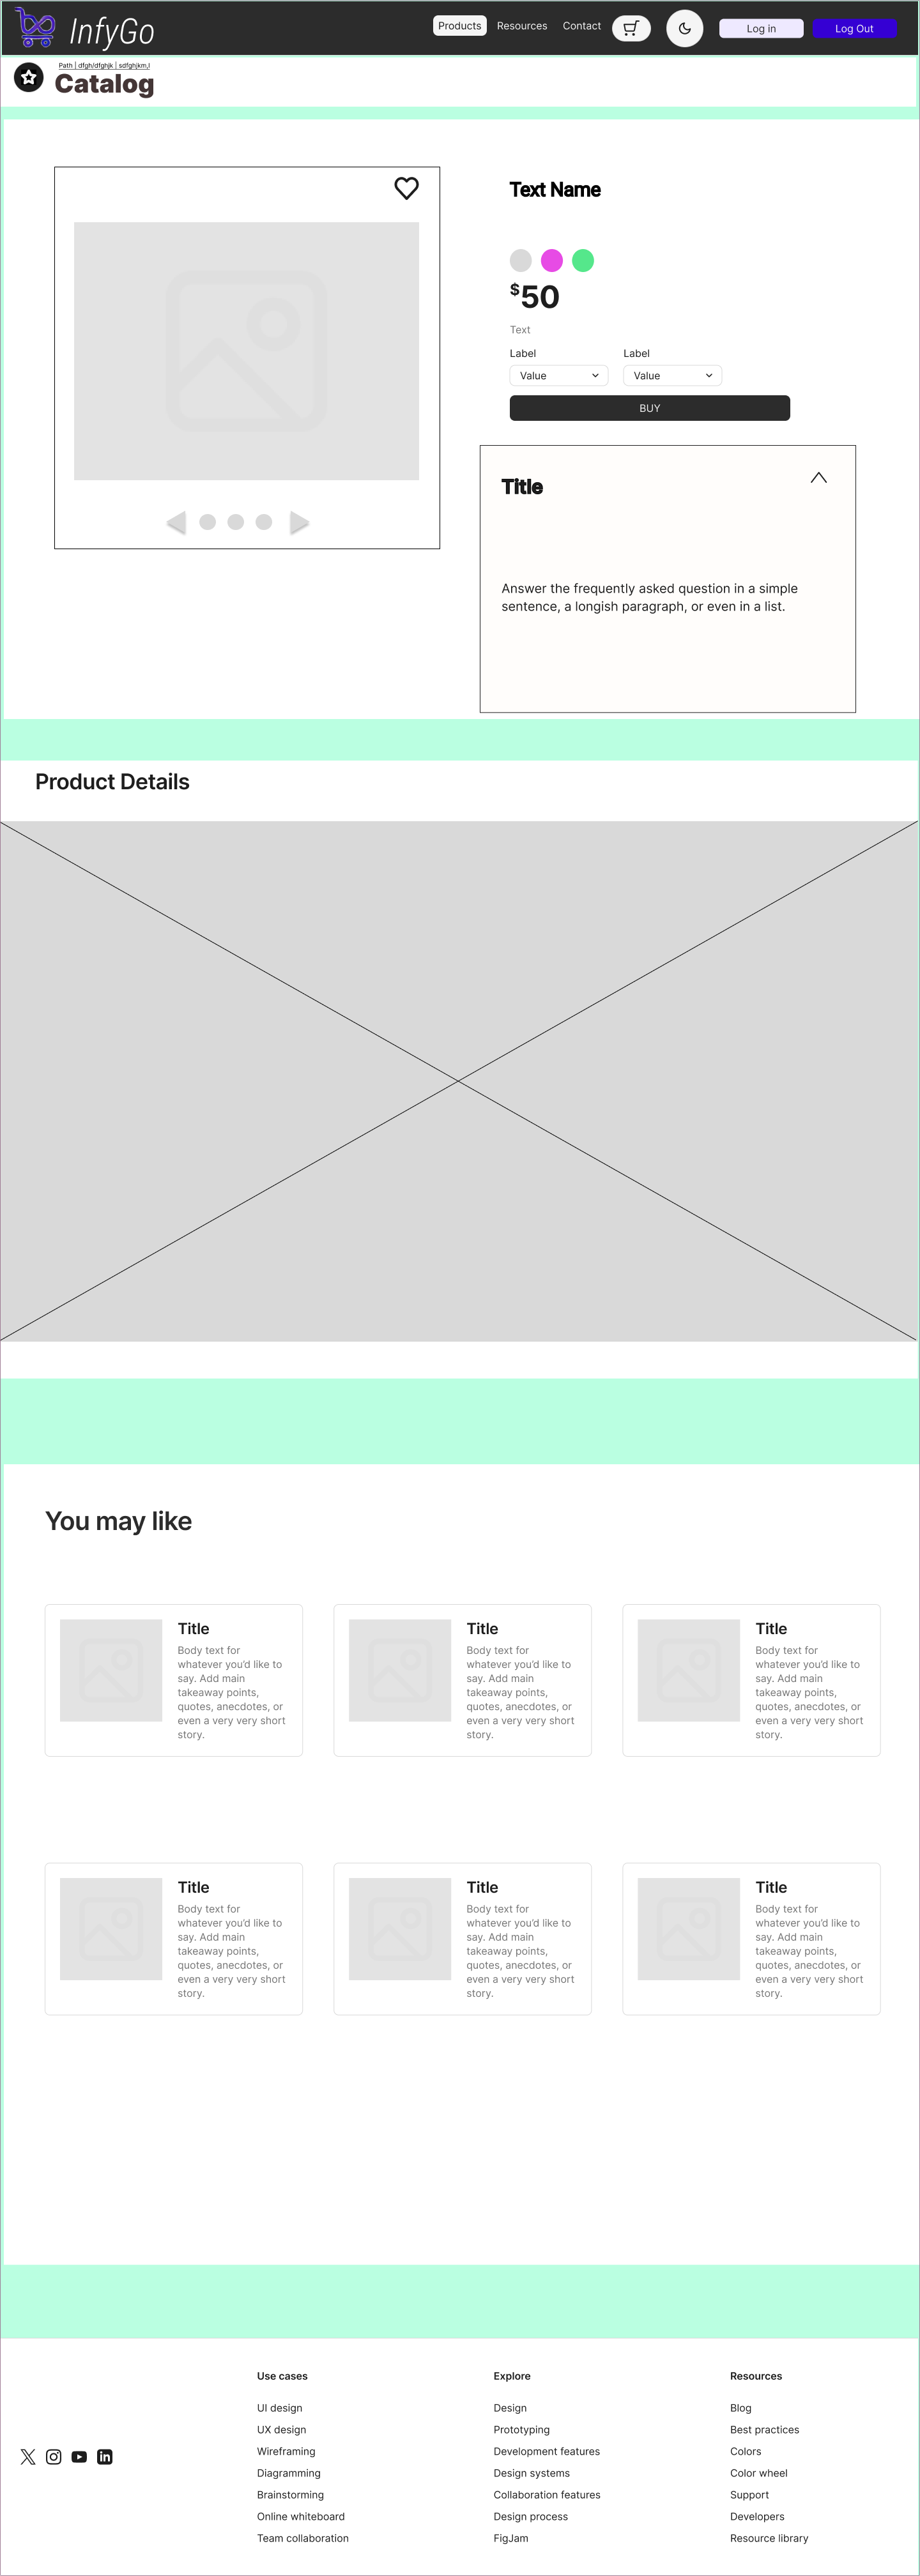 InfyGo
Products
Resources
Contact
Log in
Log Out
Path | dfgh/dfghjk | sdfghjkm,l
Catalog
Text Name
$50
Text
Label
Label
Value
Value
BUY
Title
Answer the frequently asked question in a simple
sentence, a longish paragraph, or even in a list.
Product Details
You may like
Title
Body text for
whatever you'd like to
say. Add main
takeaway points,
quotes, anecdotes, or
even a very very short
story.
Title
Body text for
whatever you'd like to
say. Add main
takeaway points,
quotes, anecdotes, or
even a very very short
story.
Title
Body text for
whatever you'd like to
say. Add main
takeaway points,
quotes, anecdotes, or
even a very very short
story.
Title
Body text for
whatever you'd like to
say. Add main
takeaway points,
quotes, anecdotes, or
even a very very short
story.
Title
Body text for
whatever you'd like to
say. Add main
takeaway points,
quotes, anecdotes, or
even a very very short
story.
Title
Body text for
whatever you'd like to
say. Add main
takeaway points,
quotes, anecdotes, or
even a very very short
story.
Use cases
UI design
UX design
Wireframing
Diagramming
Brainstorming
Online whiteboard
Team collaboration
Explore
Design
Prototyping
Development features
Design systems
Collaboration features
Design process
FigJam
Resources
Blog
Best practices
Colors
Color wheel
Support
Developers
Resource library